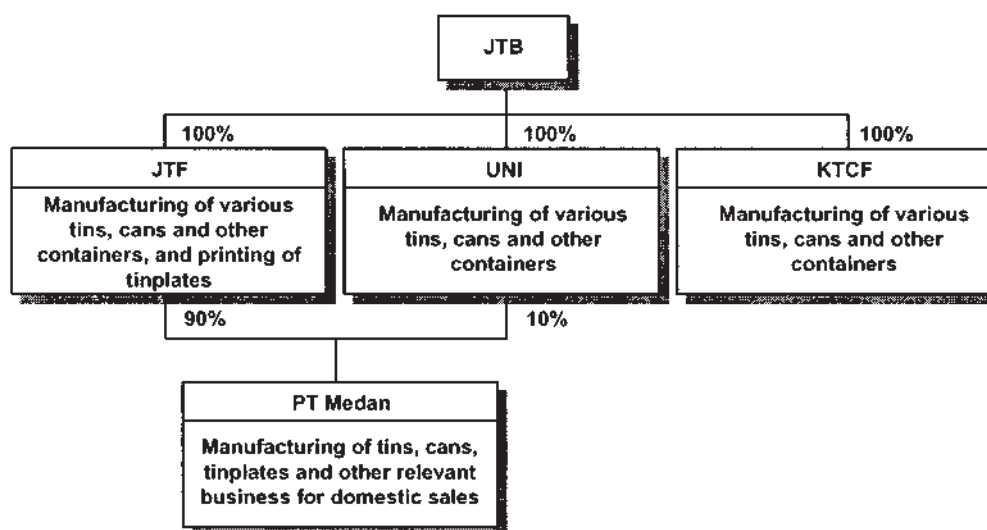 JTB
100%
100%
100%
JTF
Manufacturing of various
tins, cans and other
containers, and printing of
tinplates
UNI
Manufacturing of various
tins, cans and other
containers
KTCF
Manufacturing of various
tins, cans and other
containers
90%
10%
PT Medan
Manufacturing of tins, cans,
tinplates and other relevant
business for domestic sales